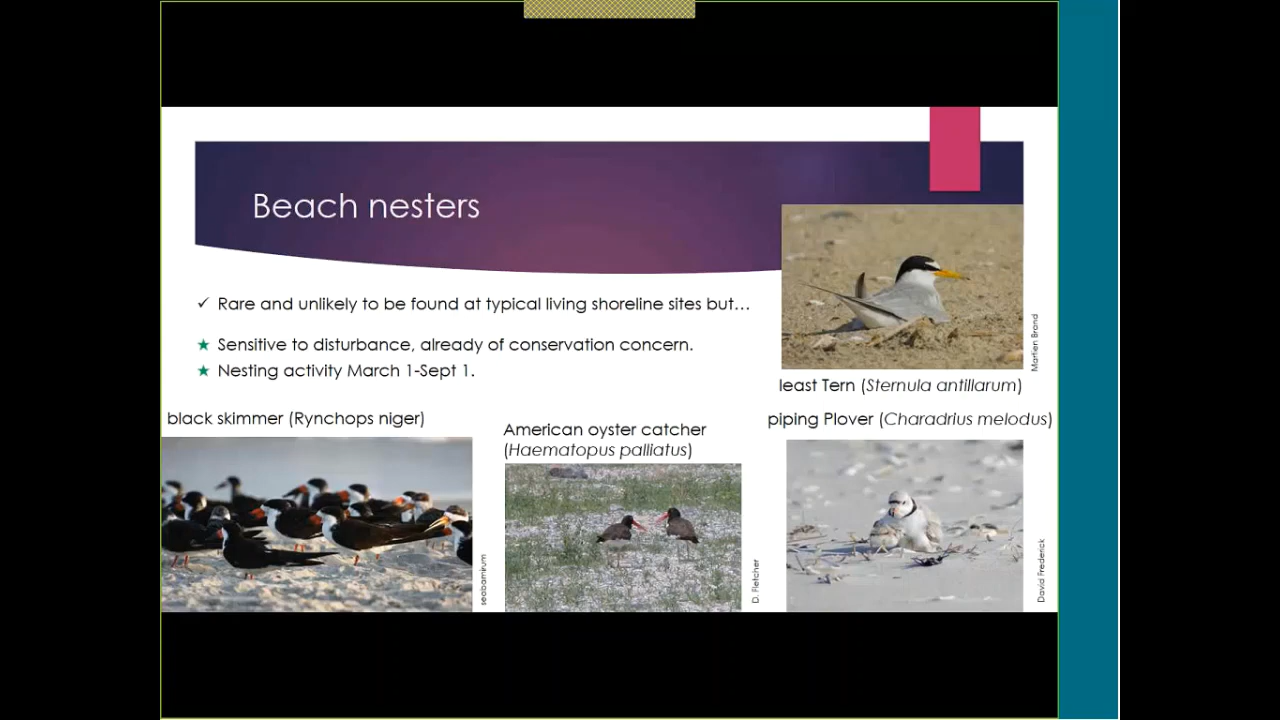 Beach nesters
✓ Rare and unlikely to be found at typical living shoreline sites but…
★ Sensitive to disturbance, already of conservation concern.
★ Nesting activity March 1-Sept 1.
Martien Brand
least Tern (Sternula antillarum)
black skimmer (Rynchops niger)
seabamirum
American oyster catcher
(Haematopus palliatus)
D. Fletcher
piping Plover (Charadrius melodus)
David Frederick